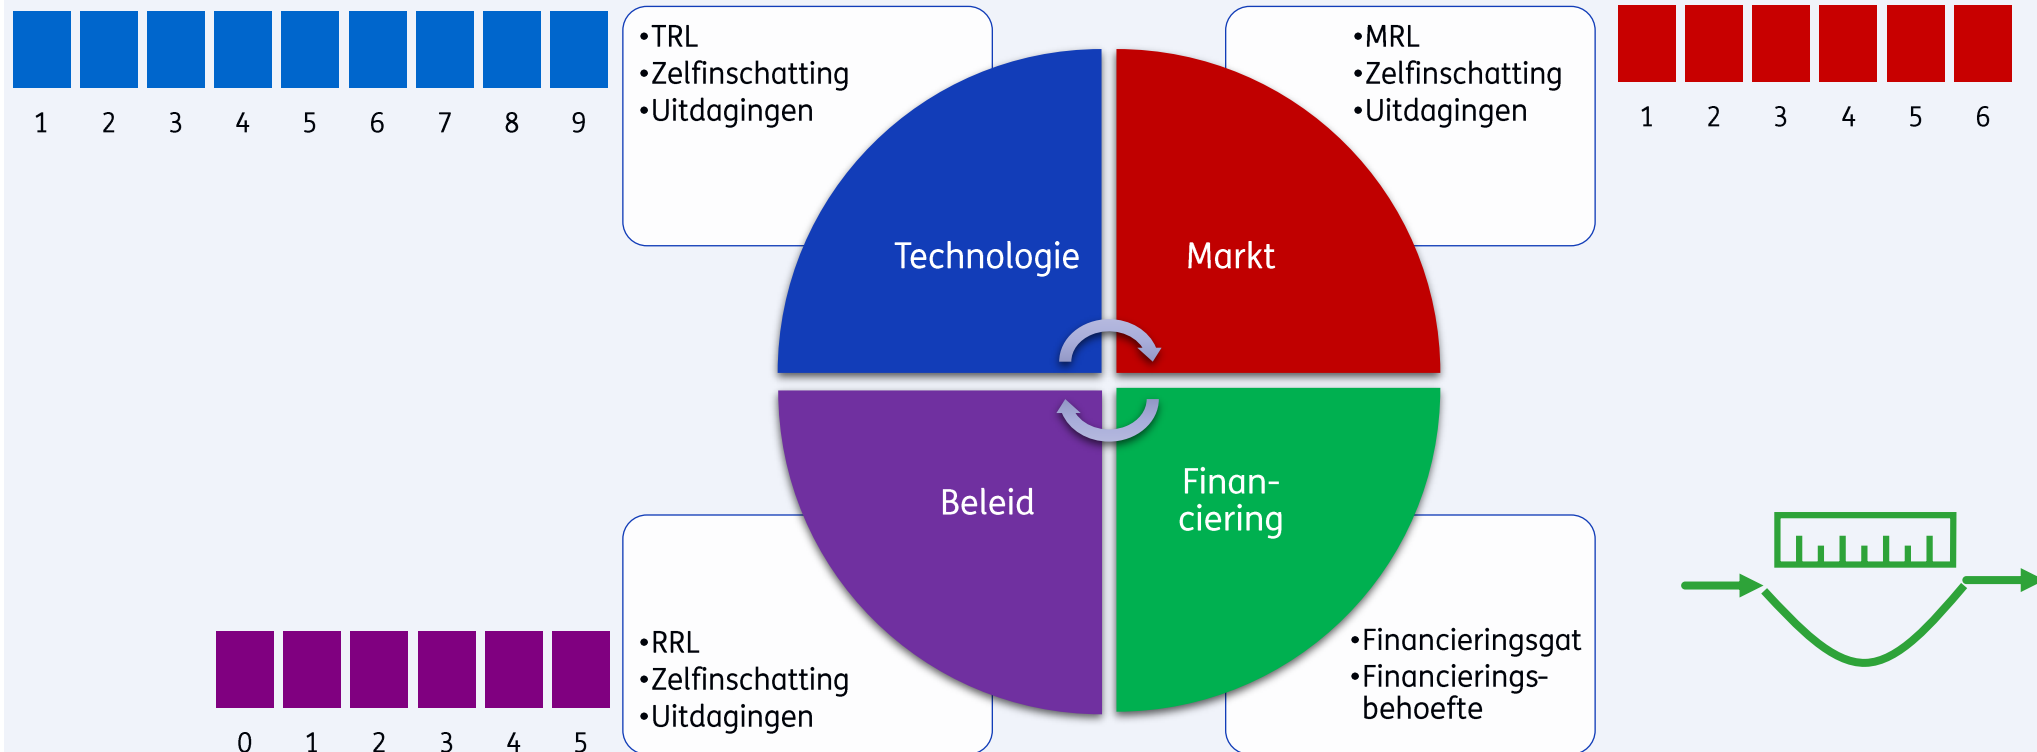 1 2 3 4 5 6 7 8 9
•TRL
•Zelfinschatting
•Uitdagingen
•MRL
•Zelfinschatting
•Uitdagingen
1 2 3 4 5 6
Technologie
Markt
Beleid
Finan-
ciering
0 1 2 3 4 5
•RRL
•Zelfinschatting
•Uitdagingen
•Financieringsgat
•Financierings-
behoefte